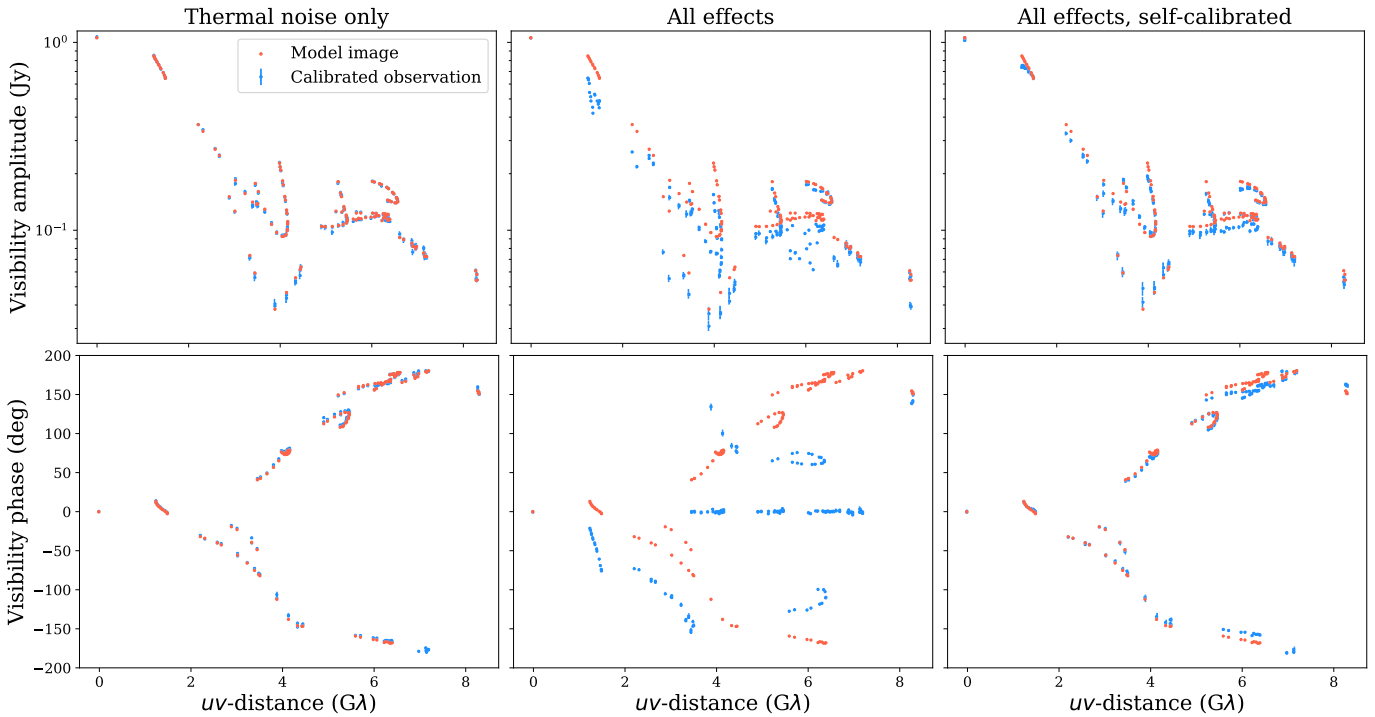 Thermal noise only
All effects
All effects, self-calibrated
Visibility amplitude (Jy)
10⁰
10⁻¹
Model image
Calibrated observation
Visibility phase (deg)
200
150
100
50
0
−50
−100
−150
−200
0 2 4 6 8
0 2 4 6 8
0 2 4 6 8
uv-distance (Gλ)
uv-distance (Gλ)
uv-distance (Gλ)